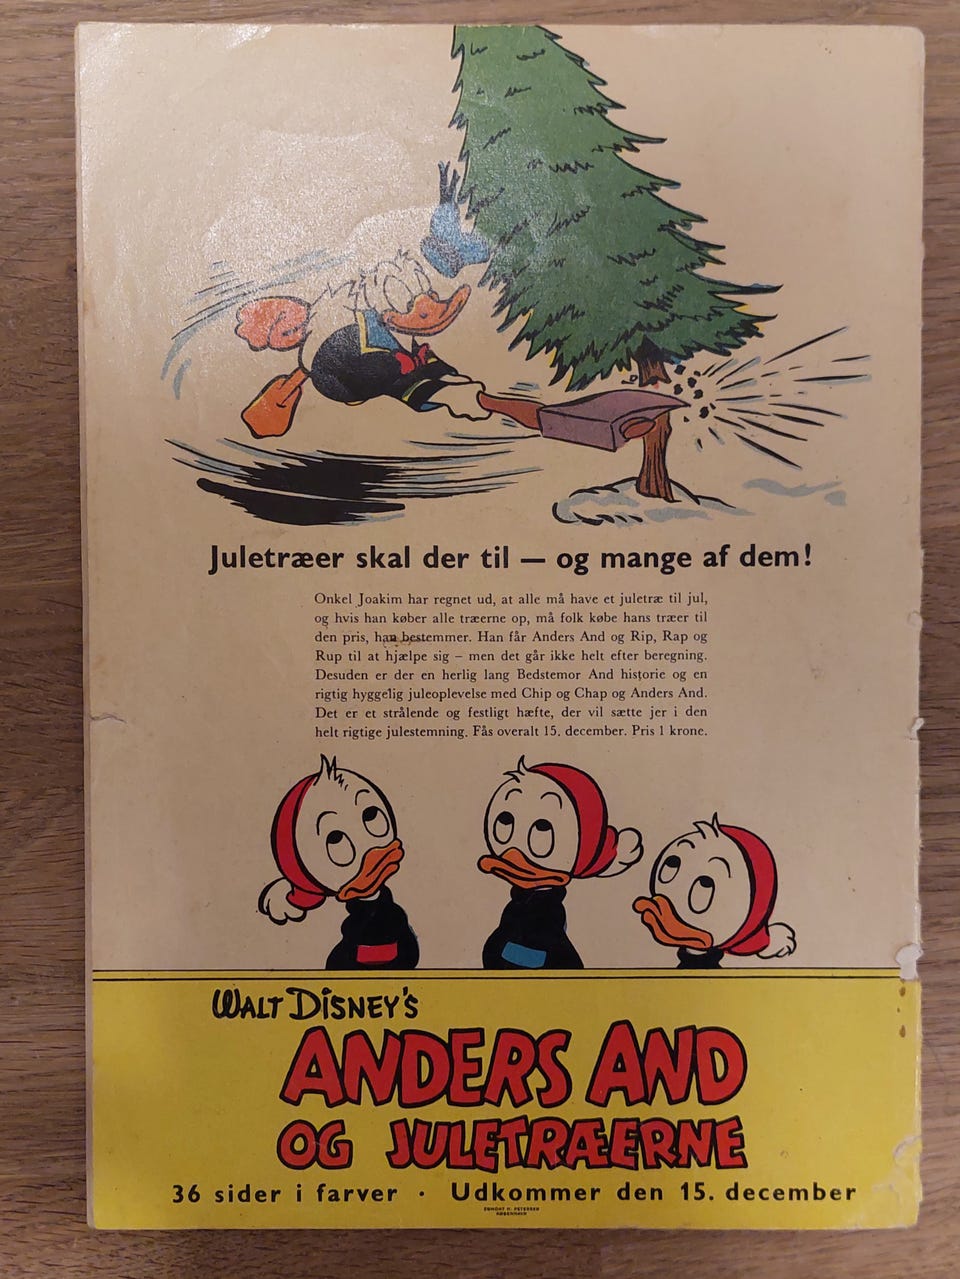 Juletræer skal der til — og mange af dem!
Onkel Joakim har regnet ud, at alle må have et juletræ til jul,
og hvis han køber alle træerne op, må folk købe hans træer til
den pris, han bestemmer. Han får Anders And og Rip, Rap og
Rup til at hjælpe sig – men det går ikke helt efter beregning.
Desuden er der en herlig lang Bedstemor And historie og en
rigtig hyggelig juleoplevelse med Chip og Chap og Anders And.
Det er et strålende og festligt hæfte, der vil sætte jer i den
helt rigtige julestemning. Fås overalt 15. december. Pris 1 krone.
WALT DISNEY'S
ANDERS AND
OG JULETRÆERNE
36 sider i farver · Udkommer den 15. december
EGMONT H. PETERSEN
KØBENHAVN